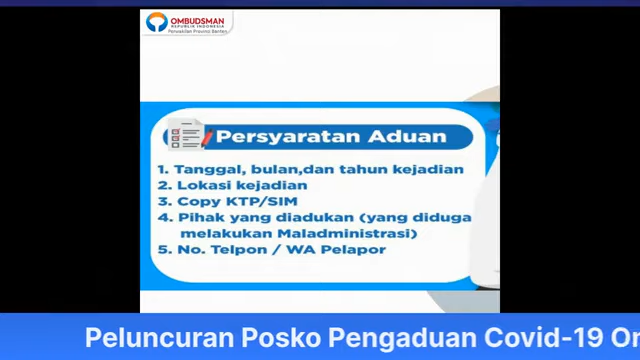 OMBUDSMAN
REPUBLIK INDONESIA
Perwakilan Provinsi Banten
Persyaratan Aduan
1. Tanggal, bulan,dan tahun kejadian
2. Lokasi kejadian
3. Copy KTP/SIM
4. Pihak yang diadukan (yang diduga
melakukan Maladministrasi)
5. No. Telpon / WA Pelapor
Peluncuran Posko Pengaduan Covid-19